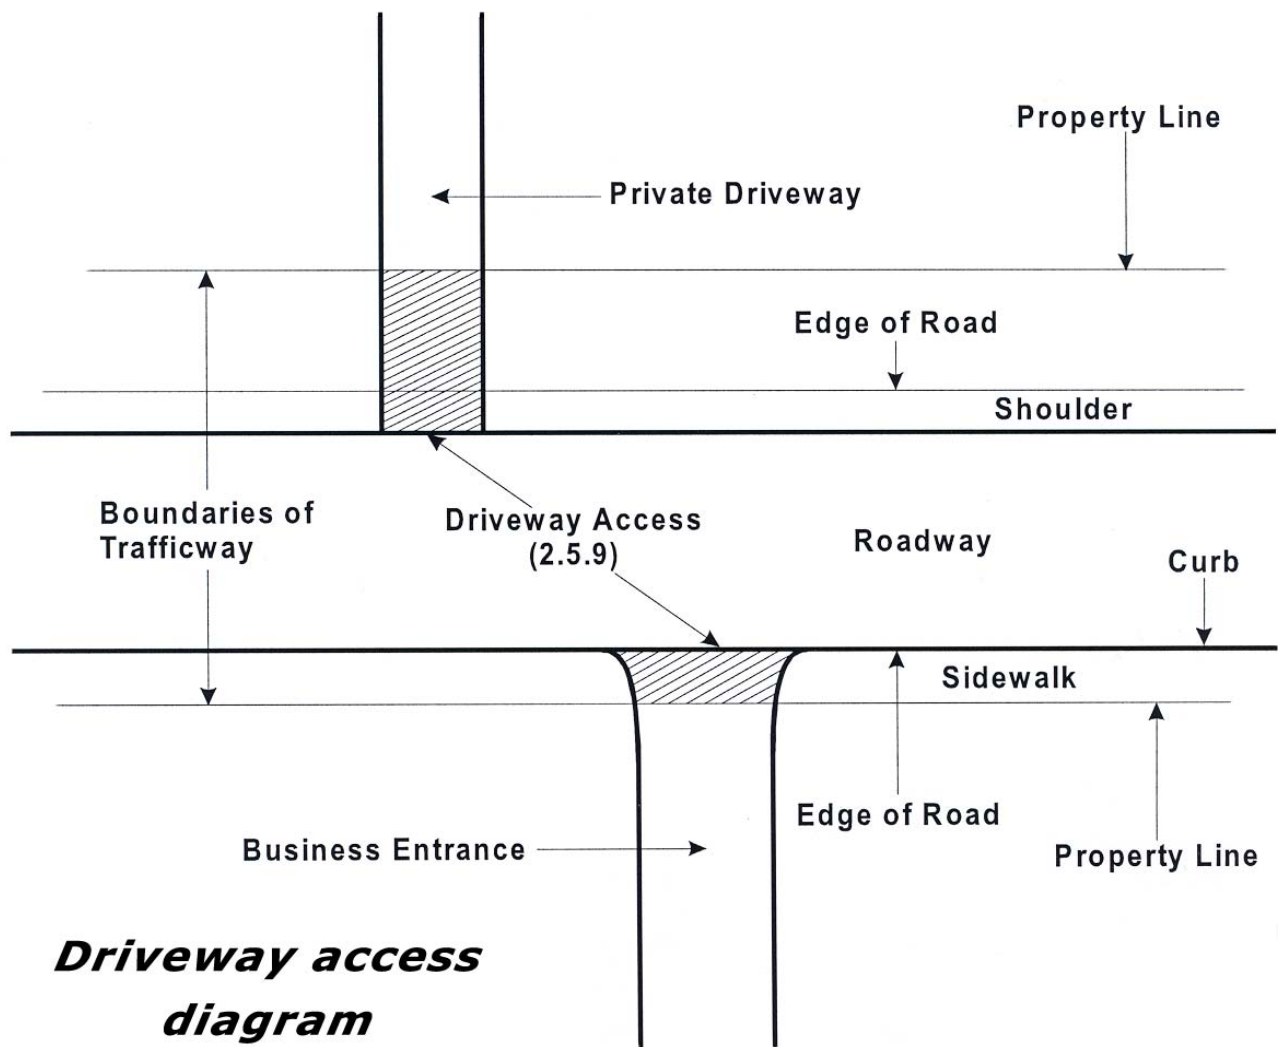 Property Line
Private Driveway
Edge of Road
Shoulder
Boundaries of
Trafficway
Driveway Access
(2.5.9)
Roadway
Curb
Sidewalk
Edge of Road
Business Entrance
Property Line
Driveway access
diagram